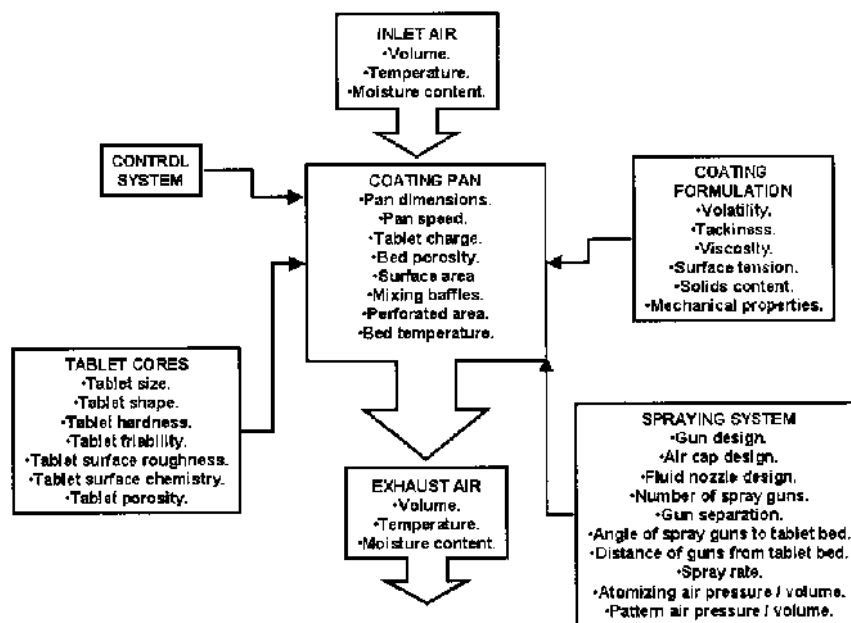 INLET AIR
•Volume.
•Temperature.
•Moisture content.
CONTROL
SYSTEM
COATING PAN
•Pan dimensions.
•Pan speed.
•Tablet charge.
•Bed porosity.
•Surface area
•Mixing baffles.
•Perforated area.
•Bed temperature.
COATING
FORMULATION
•Volatility.
•Tackiness.
•Viscosity.
•Surface tension.
•Solids content.
•Mechanical properties.
TABLET CORES
•Tablet size.
•Tablet shape.
•Tablet hardness.
•Tablet friability.
•Tablet surface roughness.
•Tablet surface chemistry.
•Tablet porosity.
EXHAUST AIR
•Volume.
•Temperature.
•Moisture content.
SPRAYING SYSTEM
•Gun design.
•Air cap design.
•Fluid nozzle design.
•Number of spray guns.
•Gun separation.
•Angle of spray guns to tablet bed.
•Distance of guns from tablet bed.
•Spray rate.
•Atomizing air pressure / volume.
•Pattern air pressure / volume.